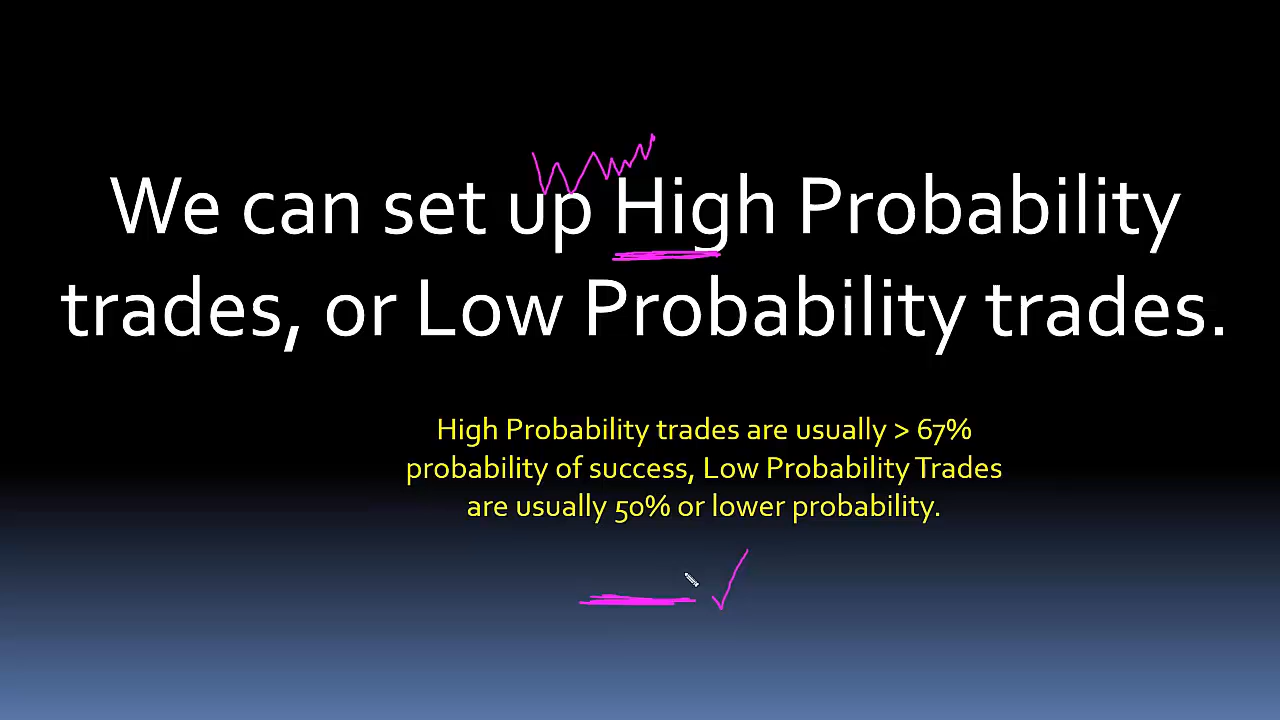 We can set up High Probability
trades, or Low Probability trades.
High Probability trades are usually > 67%
probability of success, Low Probability Trades
are usually 50% or lower probability.